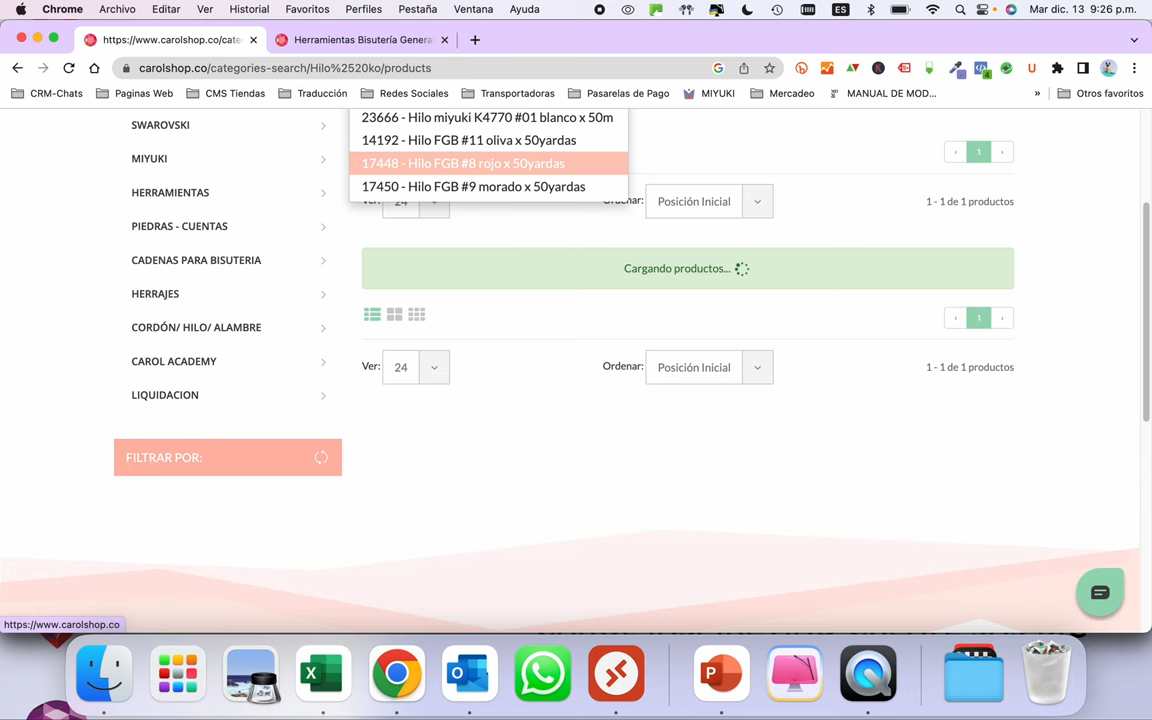 Chrome Archivo Editar Ver Historial Favoritos Perfiles Pestaña Ventana Ayuda ES Mar dic. 13 9:26 p.m.
https://www.carolshop.co/cate Herramientas Bisutería Genera
carolshop.co/categories-search/Hilo%2520ko/products
CRM-Chats Paginas Web CMS Tiendas Traducción Redes Sociales Transportadoras Pasarelas de Pago MIYUKI Mercadeo MANUAL DE MOD... » Otros favoritos
SWAROVSKI
MIYUKI
HERRAMIENTAS
PIEDRAS - CUENTAS
CADENAS PARA BISUTERIA
HERRAJES
CORDÓN/ HILO/ ALAMBRE
CAROL ACADEMY
LIQUIDACION
FILTRAR POR:
23666 - Hilo miyuki K4770 #01 blanco x 50m
14192 - Hilo FGB #11 oliva x 50yardas
17448 - Hilo FGB #8 rojo x 50yardas
17450 - Hilo FGB #9 morado x 50yardas
‹ 1 ›
Ver: 24 Ordenar: Posición Inicial 1 - 1 de 1 productos
Cargando productos...
‹ 1 ›
Ver: 24 Ordenar: Posición Inicial 1 - 1 de 1 productos
https://www.carolshop.co